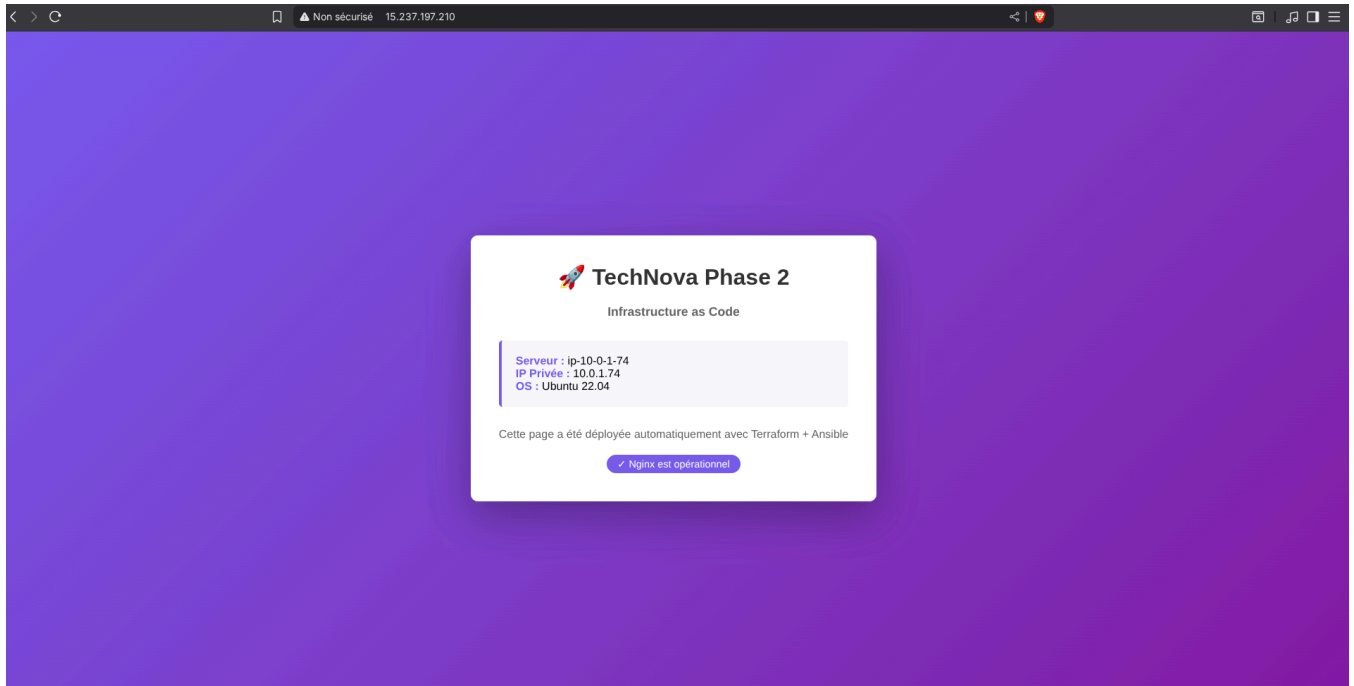 Non sécurisé 15.237.197.210
🚀 TechNova Phase 2
Infrastructure as Code
Serveur : ip-10-0-1-74
IP Privée : 10.0.1.74
OS : Ubuntu 22.04
Cette page a été déployée automatiquement avec Terraform + Ansible
✓ Nginx est opérationnel